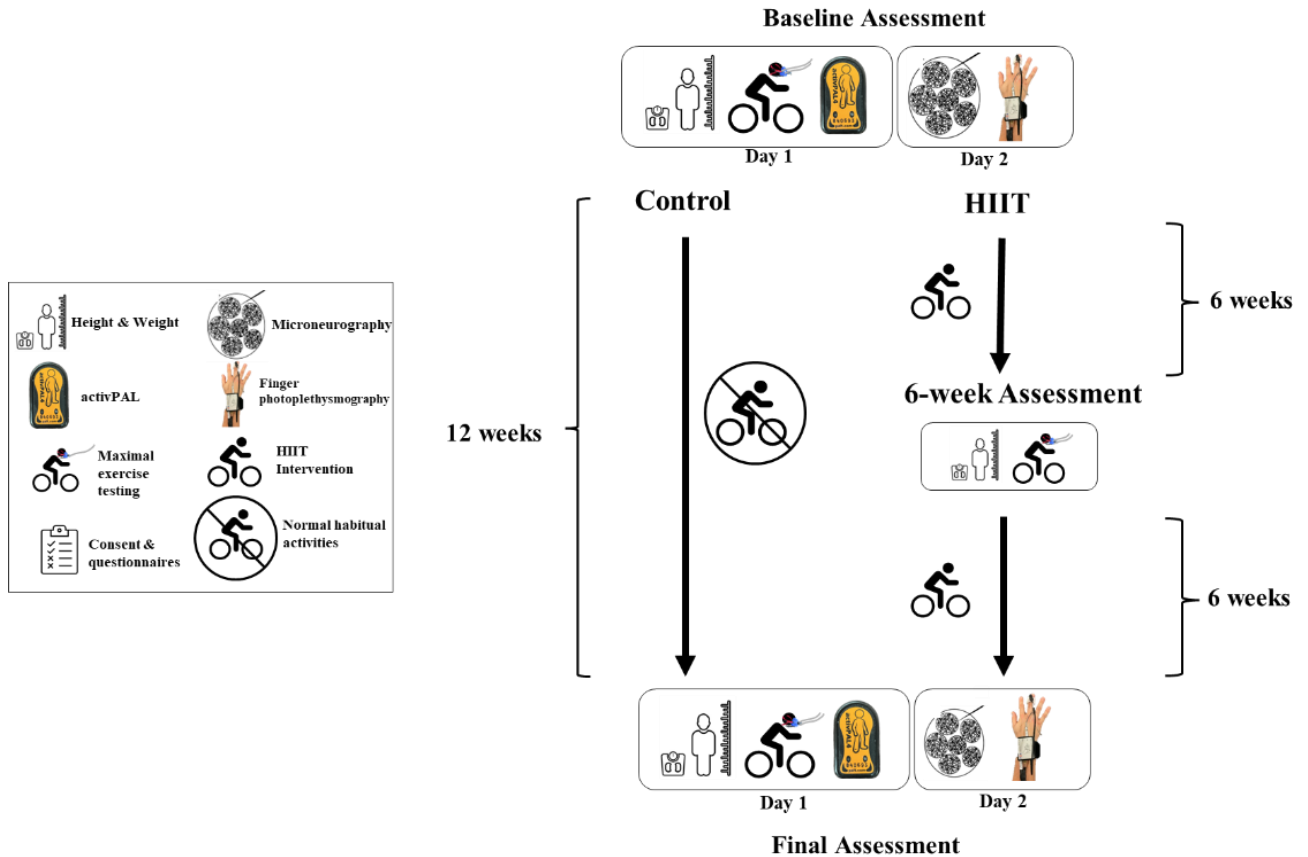 Baseline Assessment
Day 1
Day 2
Control
HIIT
6 weeks
12 weeks
6-week Assessment
6 weeks
Day 1
Day 2
Final Assessment
Height & Weight
Microneurography
activPAL
Finger
photoplethysmography
Maximal
exercise
testing
HIIT
Intervention
Consent &
questionnaires
Normal habitual
activities